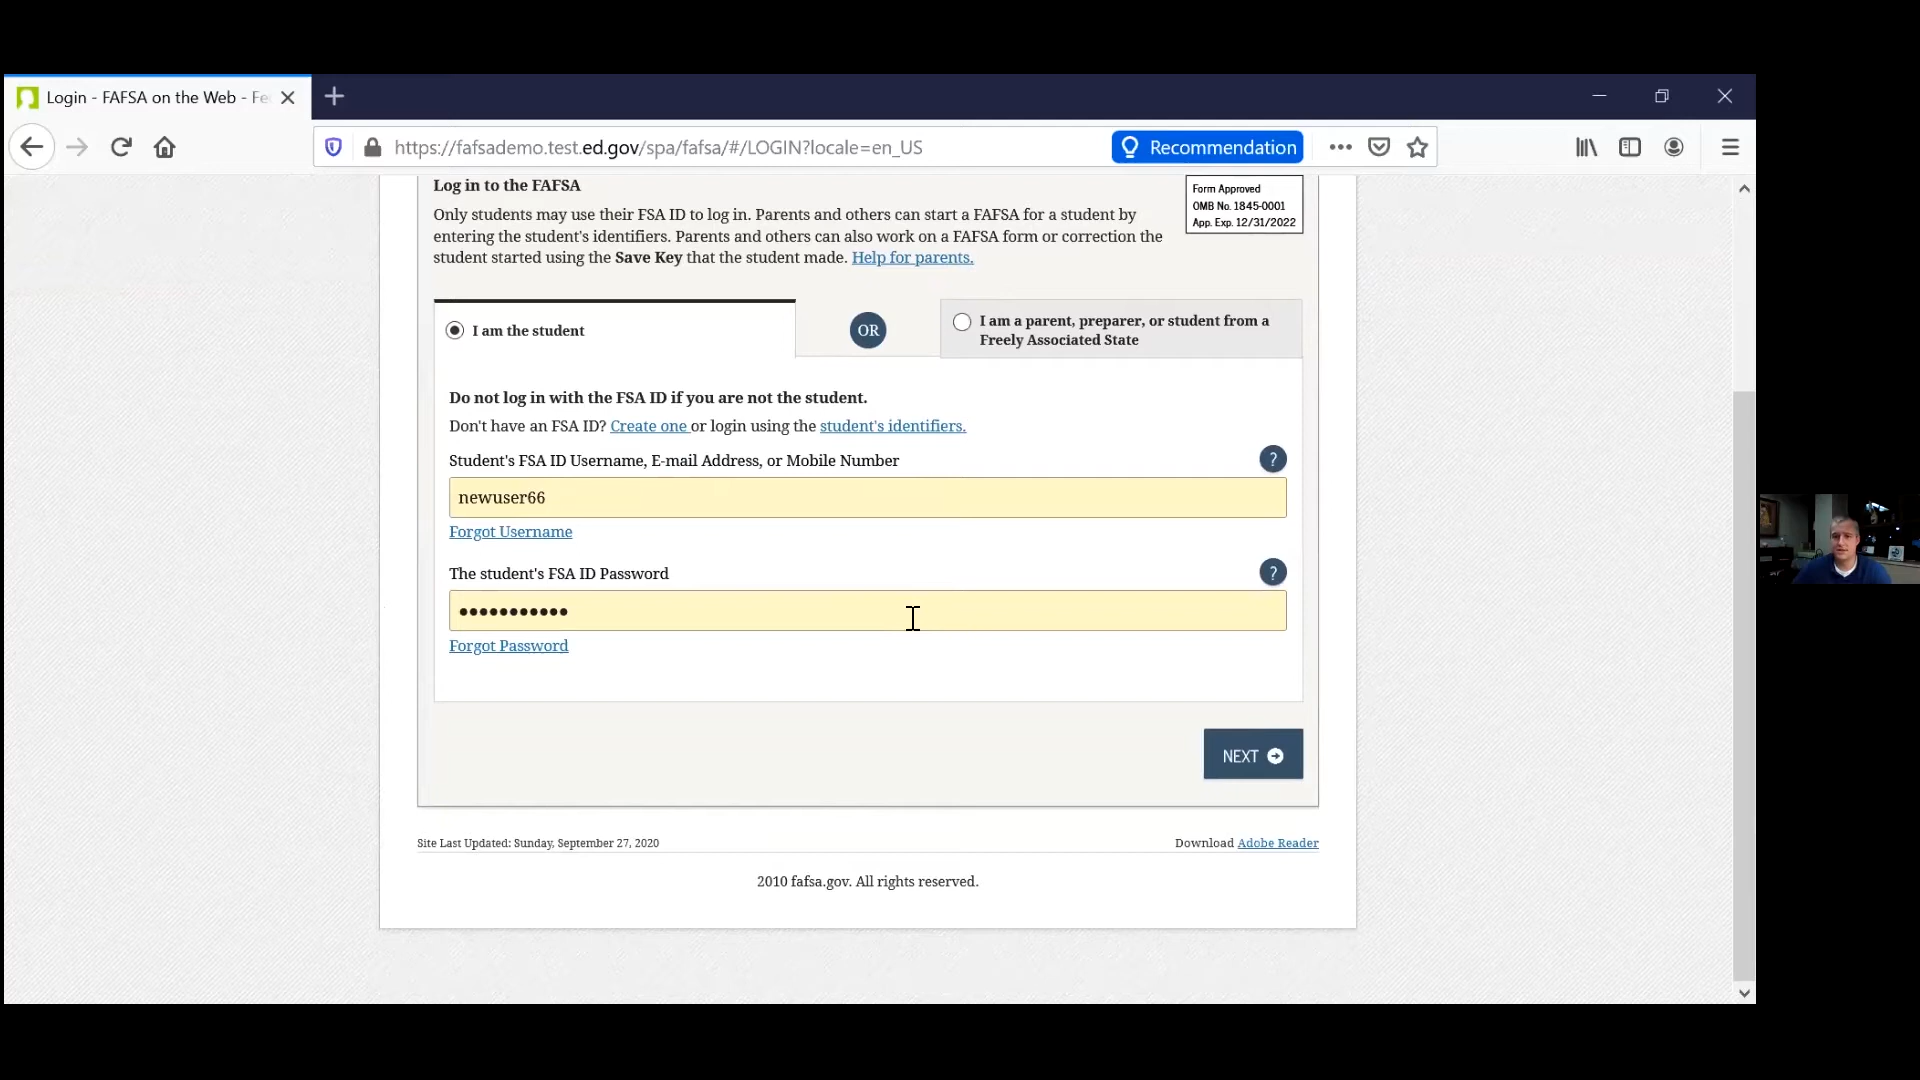 Login - FAFSA on the Web - Fe
https://fafsademo.test.ed.gov/spa/fafsa/#/LOGIN?locale=en_US
Recommendation
Log in to the FAFSA
Only students may use their FSA ID to log in. Parents and others can start a FAFSA for a student by
entering the student's identifiers. Parents and others can also work on a FAFSA form or correction the
student started using the Save Key that the student made. Help for parents.
Form Approved
OMB No. 1845-0001
App. Exp. 12/31/2022
I am the student
OR
I am a parent, preparer, or student from a
Freely Associated State
Do not log in with the FSA ID if you are not the student.
Don't have an FSA ID? Create one or login using the student's identifiers.
Student's FSA ID Username, E-mail Address, or Mobile Number
?
newuser66
Forgot Username
The student's FSA ID Password
?
•••••••••••
Forgot Password
NEXT
Site Last Updated: Sunday, September 27, 2020
Download Adobe Reader
2010 fafsa.gov. All rights reserved.